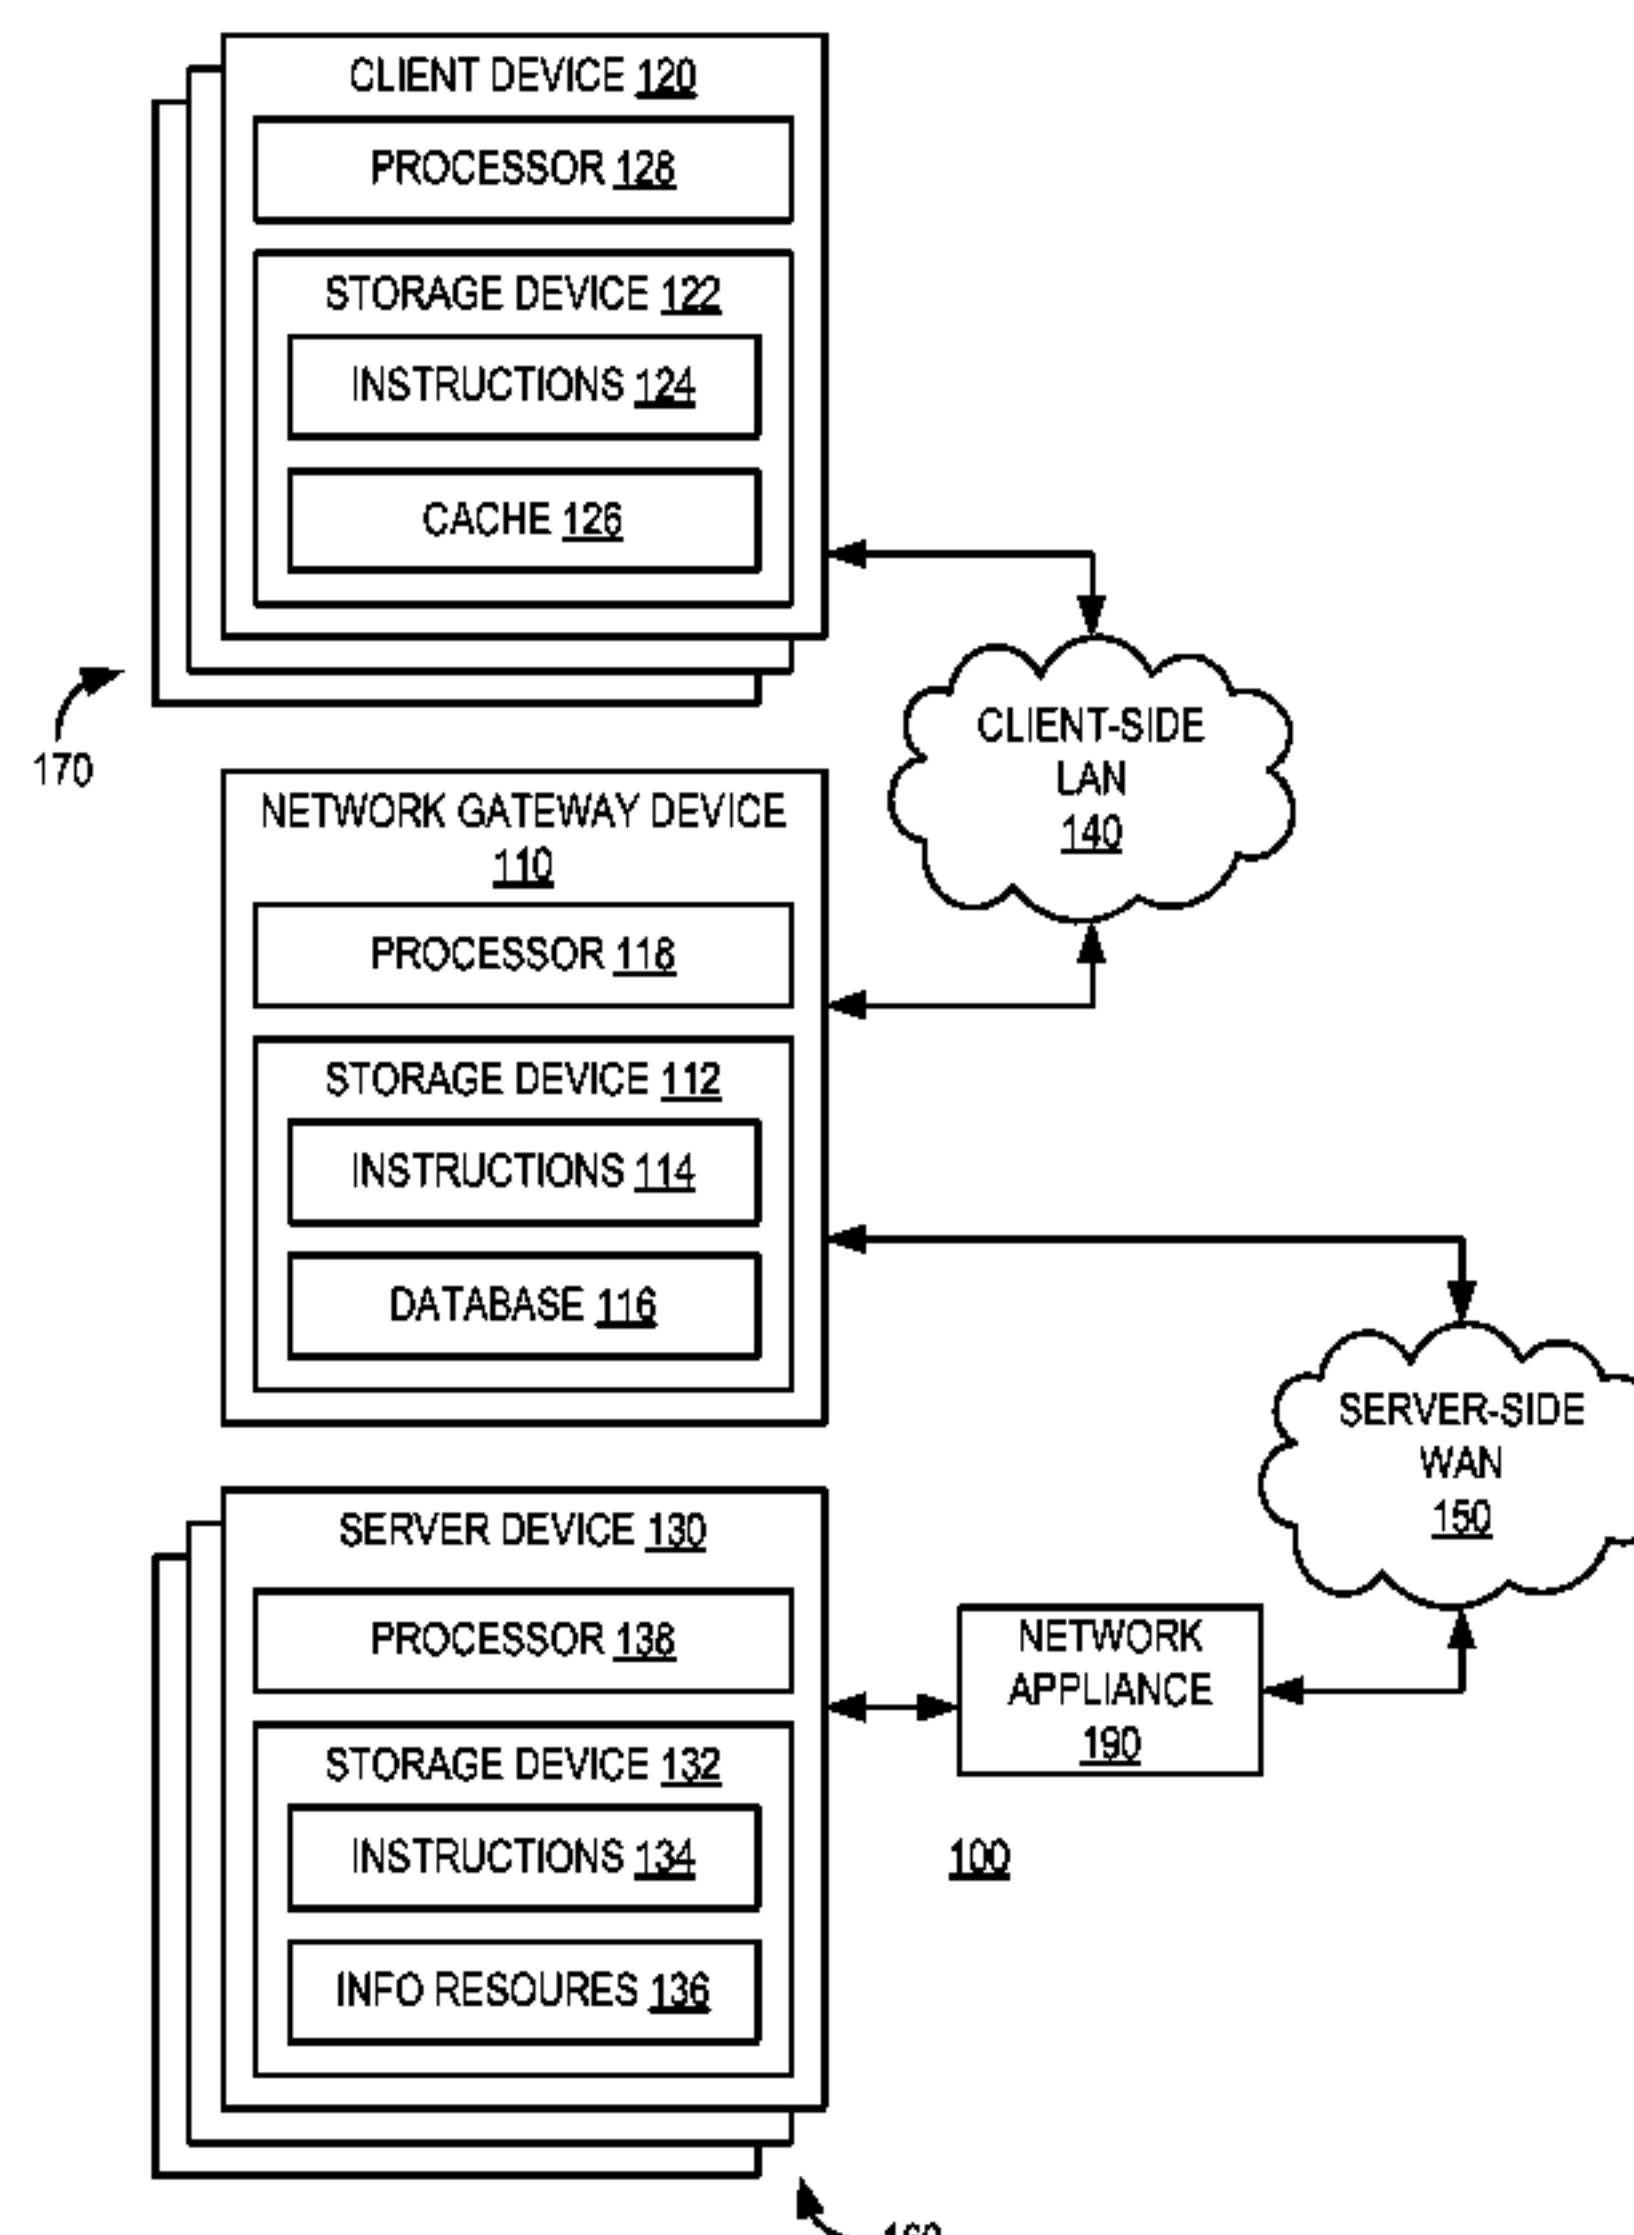 CLIENT DEVICE 120
PROCESSOR 128
STORAGE DEVICE 122
INSTRUCTIONS 124
CACHE 126
170
CLIENT-SIDE
LAN
140
NETWORK GATEWAY DEVICE
110
PROCESSOR 118
STORAGE DEVICE 112
INSTRUCTIONS 114
DATABASE 116
SERVER-SIDE
WAN
150
SERVER DEVICE 130
PROCESSOR 138
STORAGE DEVICE 132
INSTRUCTIONS 134
INFO RESOURES 136
NETWORK
APPLIANCE
190
100